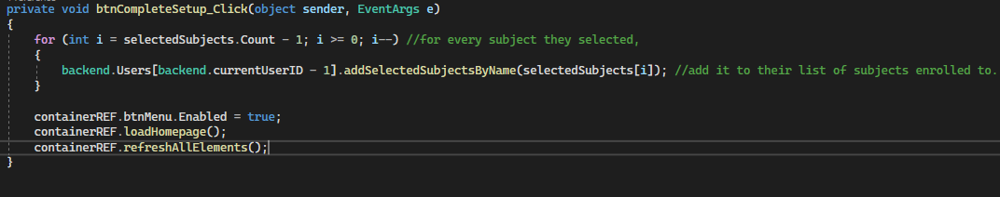 private void btnCompleteSetup_Click(object sender, EventArgs e)
{
for (int i = selectedSubjects.Count - 1; i >= 0; i--) //for every subject they selected,
{
backend.Users[backend.currentUserID - 1].addSelectedSubjectsByName(selectedSubjects[i]); //add it to their list of subjects enrolled to.
}
containerREF.btnMenu.Enabled = true;
containerREF.loadHomepage();
containerREF.refreshAllElements();
}